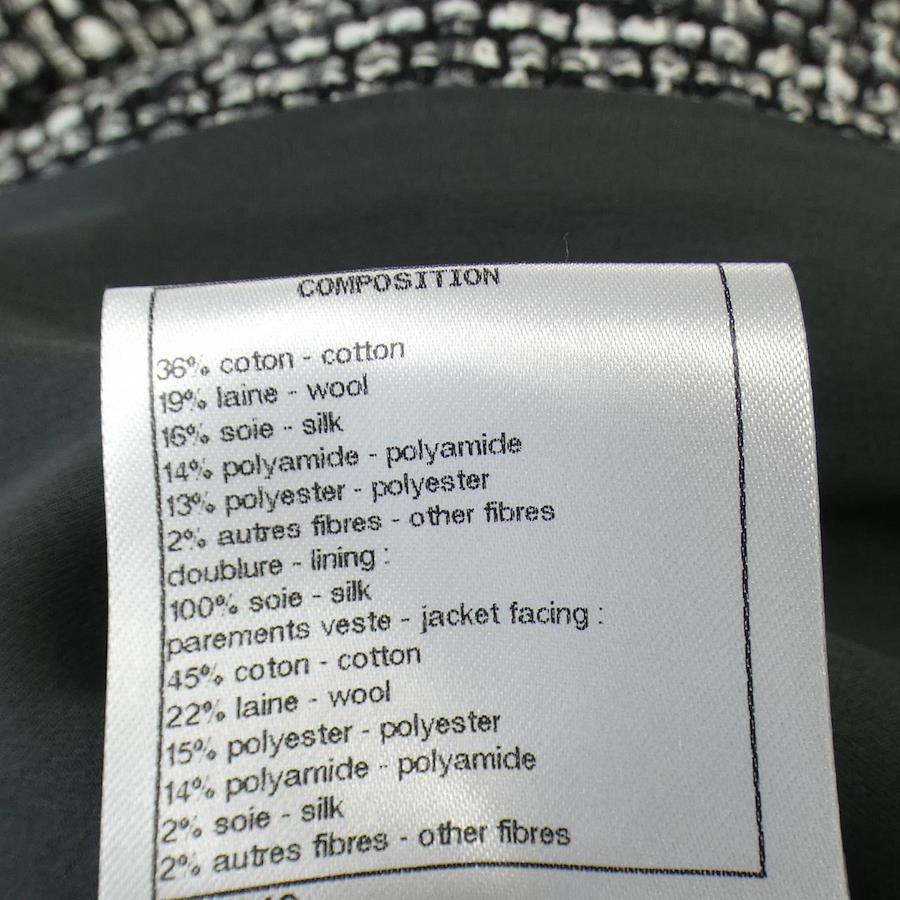 COMPOSITION
36% coton - cotton
19% laine - wool
16% soie - silk
14% polyamide - polyamide
13% polyester - polyester
2% autres fibres - other fibres
doublure - lining :
100% soie - silk
parements veste - jacket facing :
45% coton - cotton
22% laine - wool
15% polyester - polyester
14% polyamide - polyamide
2% soie - silk
2% autres fibres - other fibres